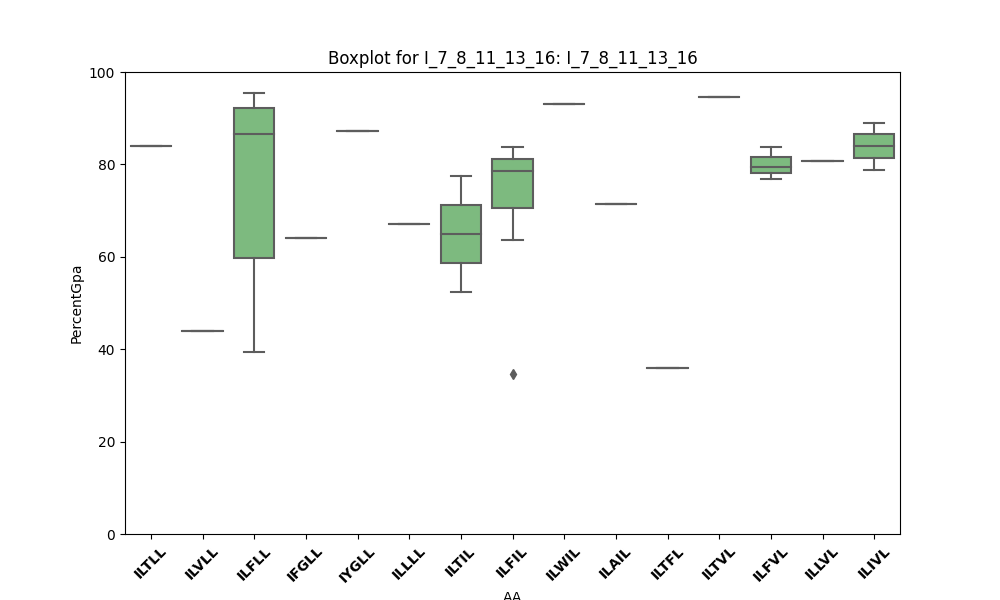 Boxplot for I_7_8_11_13_16: I_7_8_11_13_16
100
80
60
40
20
0
PercentGpa
ILTLL ILVLL ILFLL IFGLL IYGLL ILLLL ILTIL ILFIL ILWIL ILAIL ILTFL ILTVL ILFVL ILLVL ILIVL
AA